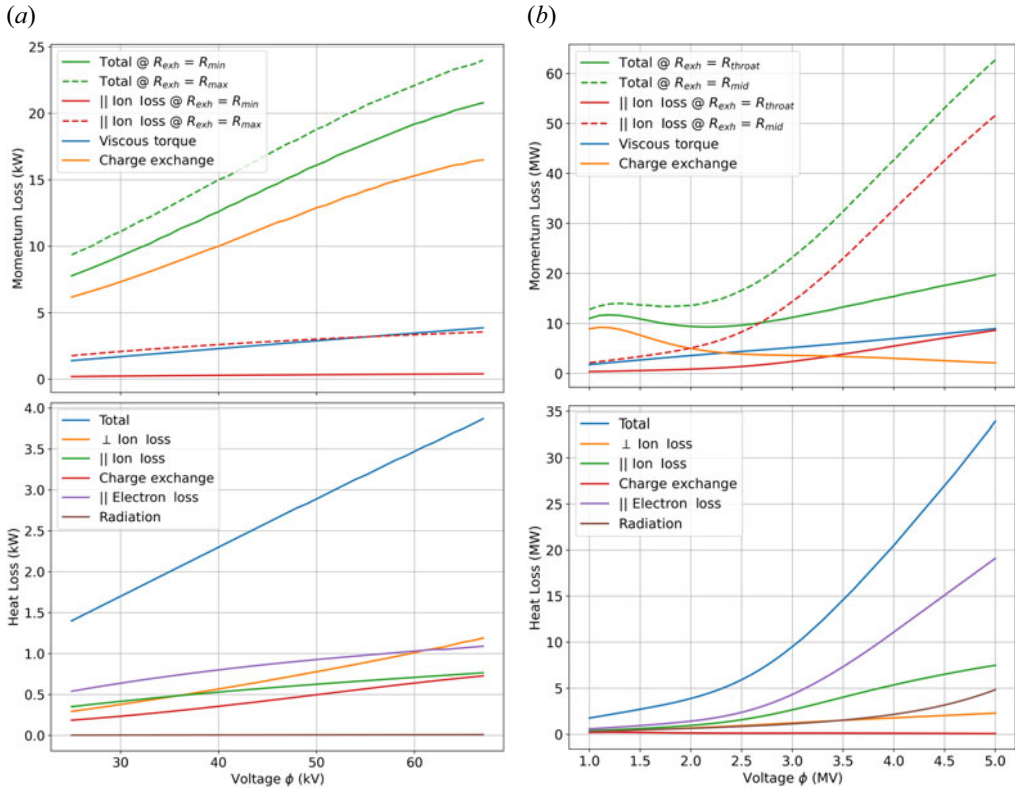 (a)
(b)
Momentum Loss (kW)
25
20
15
10
5
0
Total @ R_exh = R_min
Total @ R_exh = R_max
|| Ion loss @ R_exh = R_min
|| Ion loss @ R_exh = R_max
Viscous torque
Charge exchange
Momentum Loss (MW)
60
50
40
30
20
10
0
Total @ R_exh = R_throat
Total @ R_exh = R_mid
|| Ion loss @ R_exh = R_throat
|| Ion loss @ R_exh = R_mid
Viscous torque
Charge exchange
Heat Loss (kW)
4.0
3.5
3.0
2.5
2.0
1.5
1.0
0.5
0.0
Total
⊥ Ion loss
|| Ion loss
Charge exchange
|| Electron loss
Radiation
30 40 50 60
Voltage ϕ (kV)
Heat Loss (MW)
35
30
25
20
15
10
5
0
Total
⊥ Ion loss
|| Ion loss
Charge exchange
|| Electron loss
Radiation
1.0 1.5 2.0 2.5 3.0 3.5 4.0 4.5 5.0
Voltage ϕ (MV)